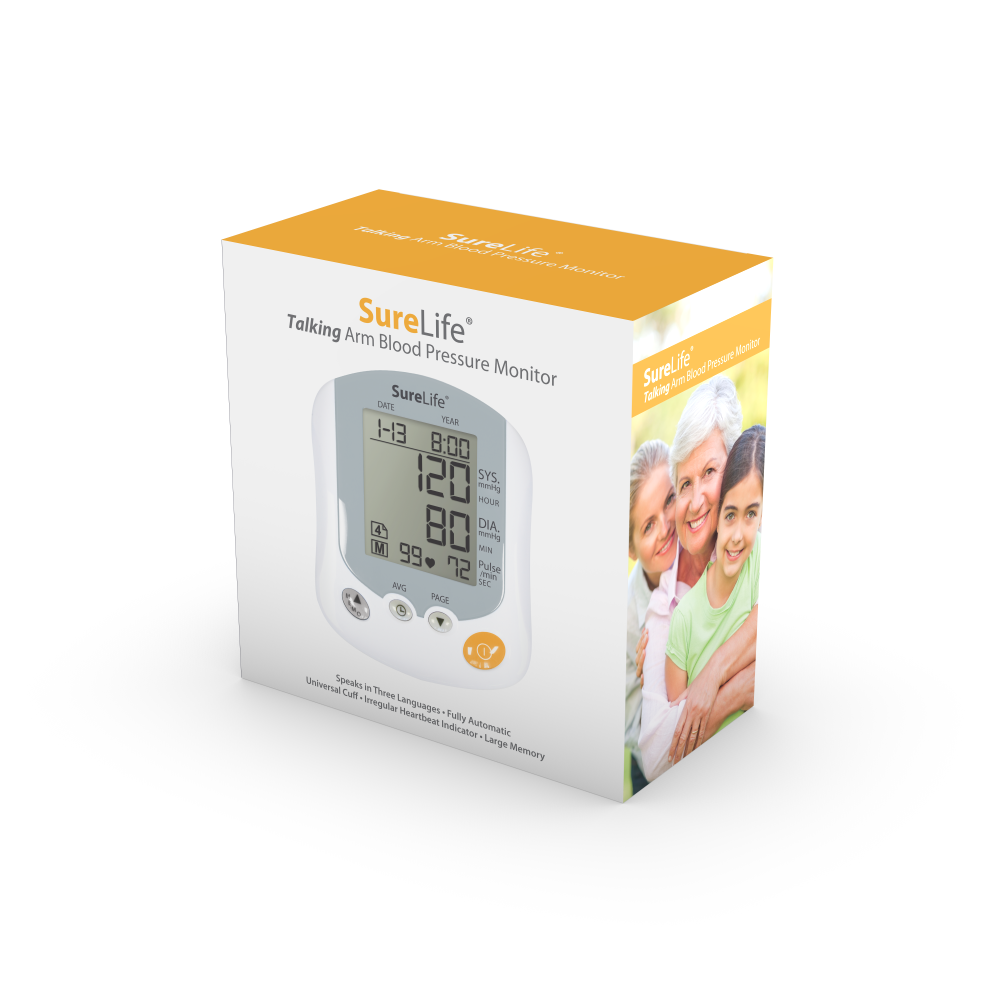 SureLife®
Talking Arm Blood Pressure Monitor
SureLife®
Talking Arm Blood Pressure Monitor
SureLife®
DATE YEAR
1-13 8:00
120 SYS. mmHg
HOUR
80 DIA. mmHg
MIN
4
M 99 72 Pulse /min
SEC
AVG PAGE
Speaks in Three Languages • Fully Automatic
Universal Cuff • Irregular Heartbeat Indicator • Large Memory
SureLife®
Talking Arm Blood Pressure Monitor